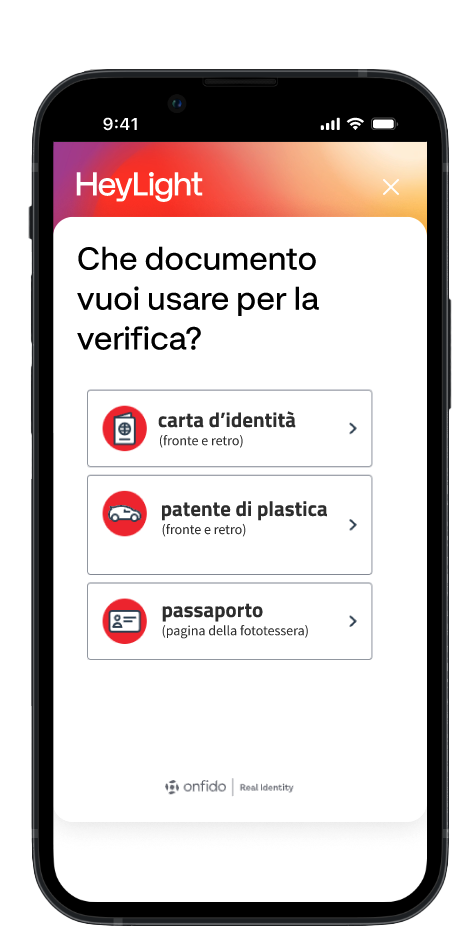 9:41
HeyLight
Che documento
vuoi usare per la
verifica?
carta d’identità
(fronte e retro)
patente di plastica
(fronte e retro)
passaporto
(pagina della fototessera)
onfido | Real Identity